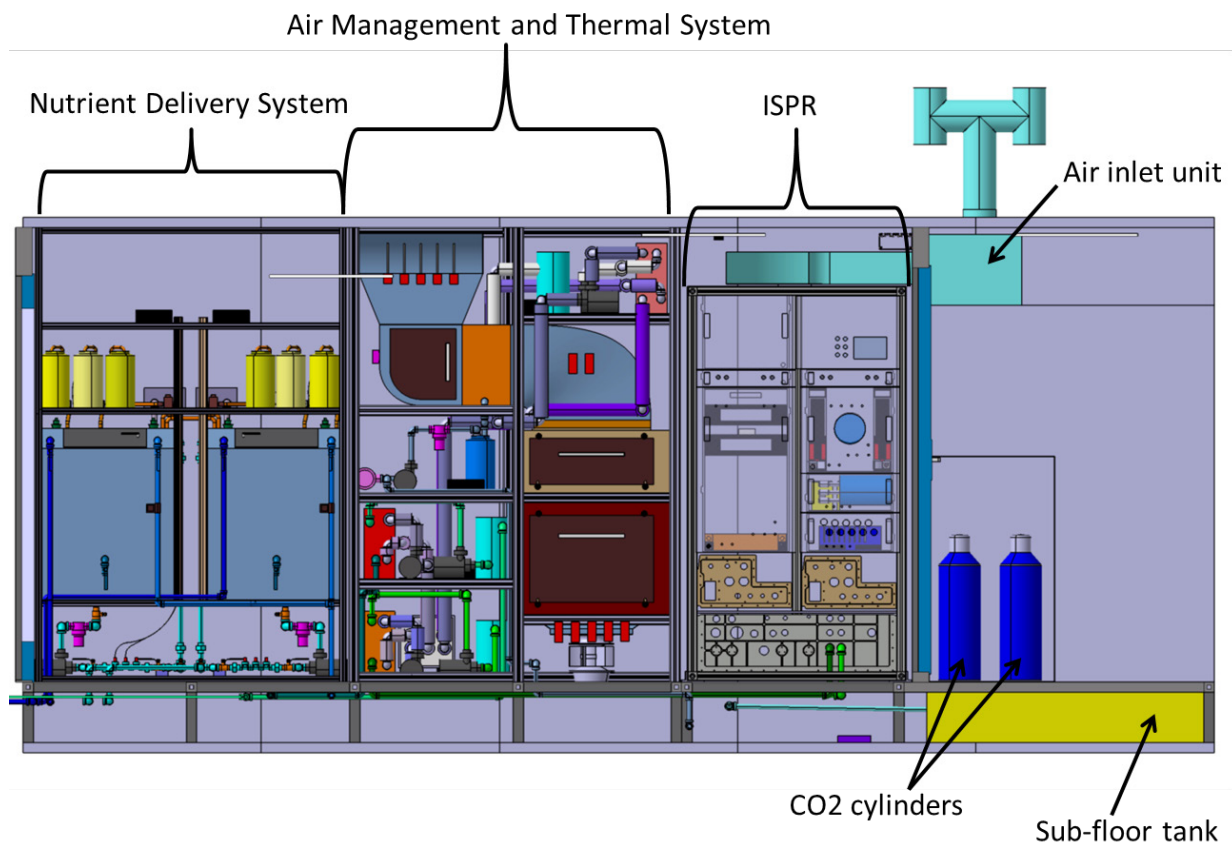 Air Management and Thermal System
Nutrient Delivery System
ISPR
Air inlet unit
CO2 cylinders
Sub-floor tank